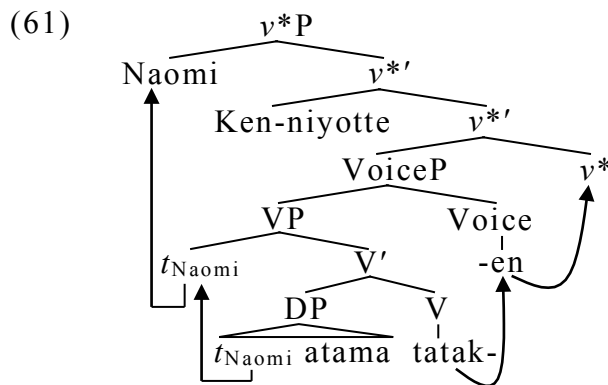 (61)
v*P
Naomi v*′
Ken-niyotte v*′
VoiceP v*
VP Voice
tNaomi V′ -en
DP V
tNaomi atama tatak-